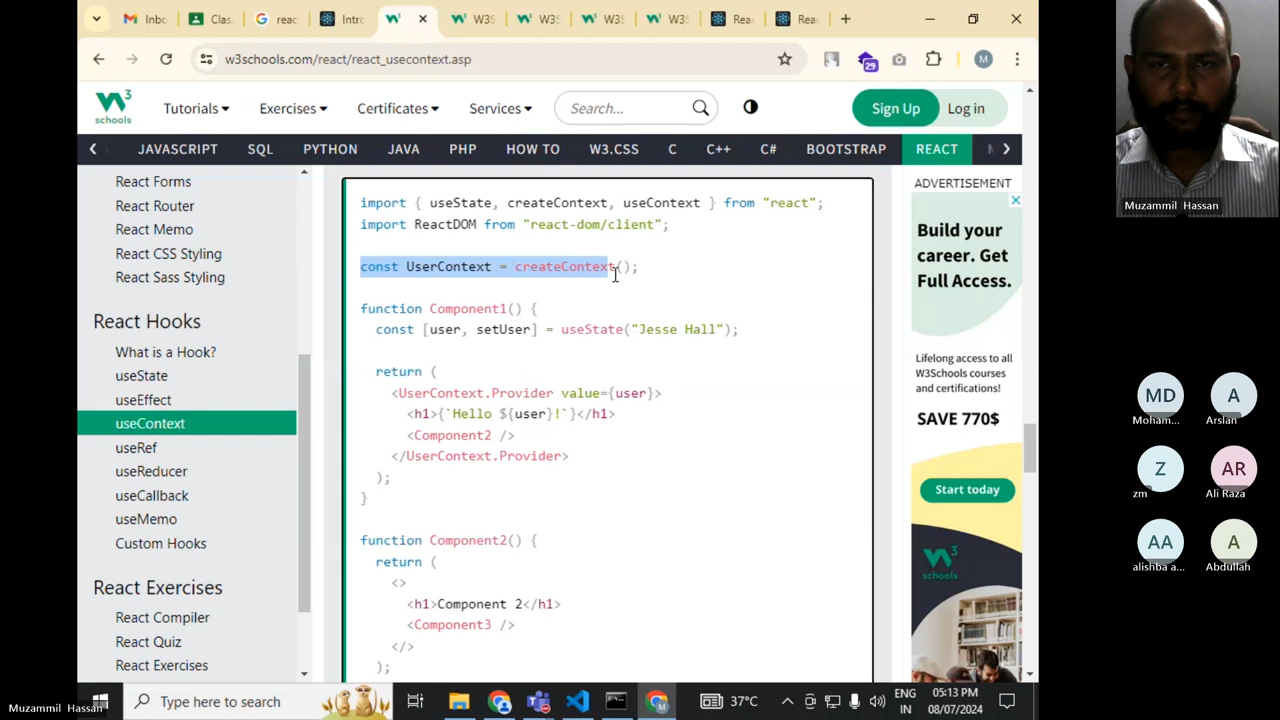 Inbo
Clas
reac
Intro
W3S
W3S
W3S
W3S
Rea
Rea
w3schools.com/react/react_usecontext.asp
29
M
schools
Tutorials
Exercises
Certificates
Services
Search...
Sign Up
Log in
JAVASCRIPT
SQL
PYTHON
JAVA
PHP
HOW TO
W3.CSS
C
C++
C#
BOOTSTRAP
REACT
React Forms
React Router
React Memo
React CSS Styling
React Sass Styling
React Hooks
What is a Hook?
useState
useEffect
useContext
useRef
useReducer
useCallback
useMemo
Custom Hooks
React Exercises
React Compiler
React Quiz
React Exercises
import { useState, createContext, useContext } from "react";
import ReactDOM from "react-dom/client";
const UserContext = createContext();
function Component1() {
const [user, setUser] = useState("Jesse Hall");
return (
<UserContext.Provider value={user}>
<h1>{`Hello ${user}!`}</h1>
<Component2 />
</UserContext.Provider>
);
}
function Component2() {
return (
<>
<h1>Component 2</h1>
<Component3 />
</>
);
ADVERTISEMENT
Build your
career. Get
Full Access.
Lifelong access to all
W3Schools courses
and certifications!
SAVE 770$
Start today
schools
Muzammil Hassan
MD
Moham...
A
Arslan
Z
zm
AR
Ali Raza
AA
alishba a...
A
Abdullah
Type here to search
37°C
ENG
IN
05:13 PM
08/07/2024
Muzammil Hassan